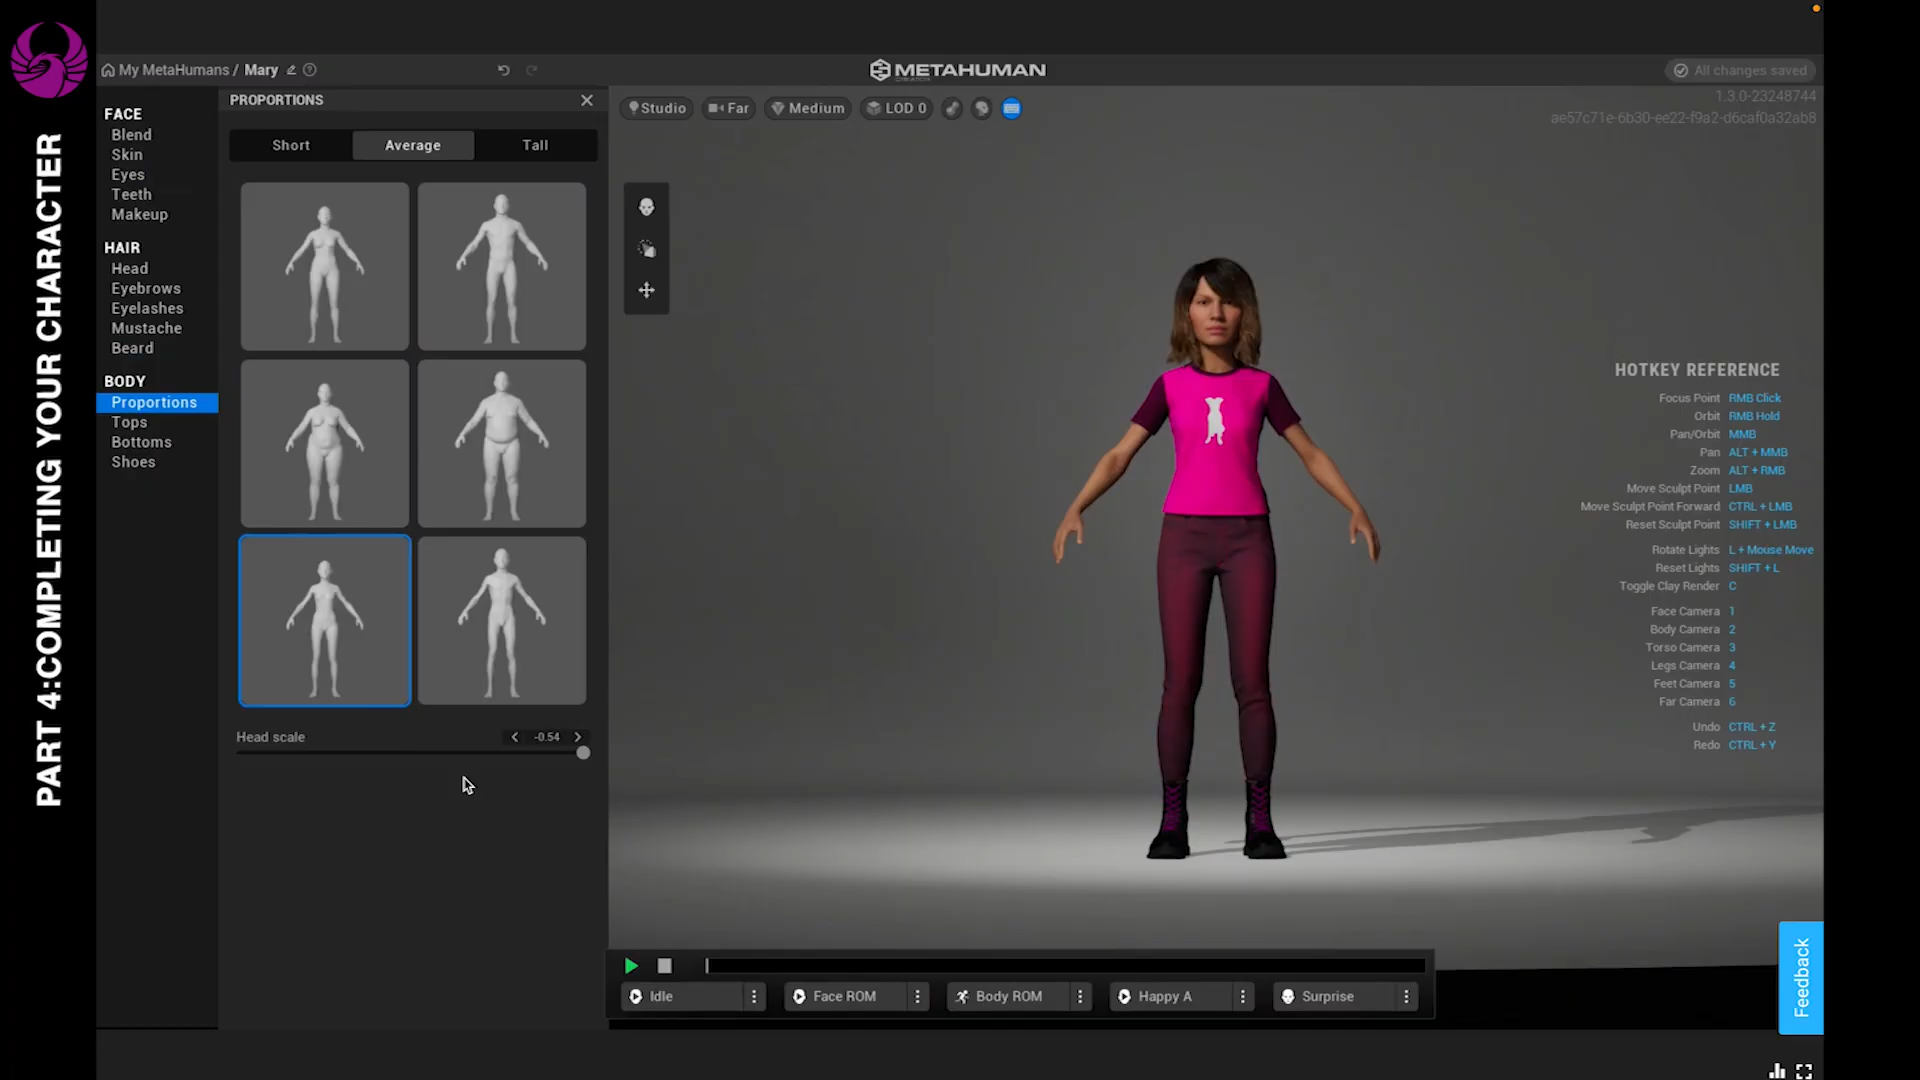 PART 4:COMPLETING YOUR CHARACTER
My MetaHumans / Mary
METAHUMAN
CREATOR
All changes saved
FACE
Blend
Skin
Eyes
Teeth
Makeup
HAIR
Head
Eyebrows
Eyelashes
Mustache
Beard
BODY
Proportions
Tops
Bottoms
Shoes
PROPORTIONS
Short Average Tall
Head scale -0.54
Studio Far Medium LOD 0
1.3.0-23248744
ae57c71e-6b30-ee22-f9a2-d6caf0a32ab8
HOTKEY REFERENCE
Focus Point RMB Click
Orbit RMB Hold
Pan/Orbit MMB
Pan ALT + MMB
Zoom ALT + RMB
Move Sculpt Point LMB
Move Sculpt Point Forward CTRL + LMB
Reset Sculpt Point SHIFT + LMB
Rotate Lights L + Mouse Move
Reset Lights SHIFT + L
Toggle Clay Render C
Face Camera 1
Body Camera 2
Torso Camera 3
Legs Camera 4
Feet Camera 5
Far Camera 6
Undo CTRL + Z
Redo CTRL + Y
Idle Face ROM Body ROM Happy A Surprise
Feedback